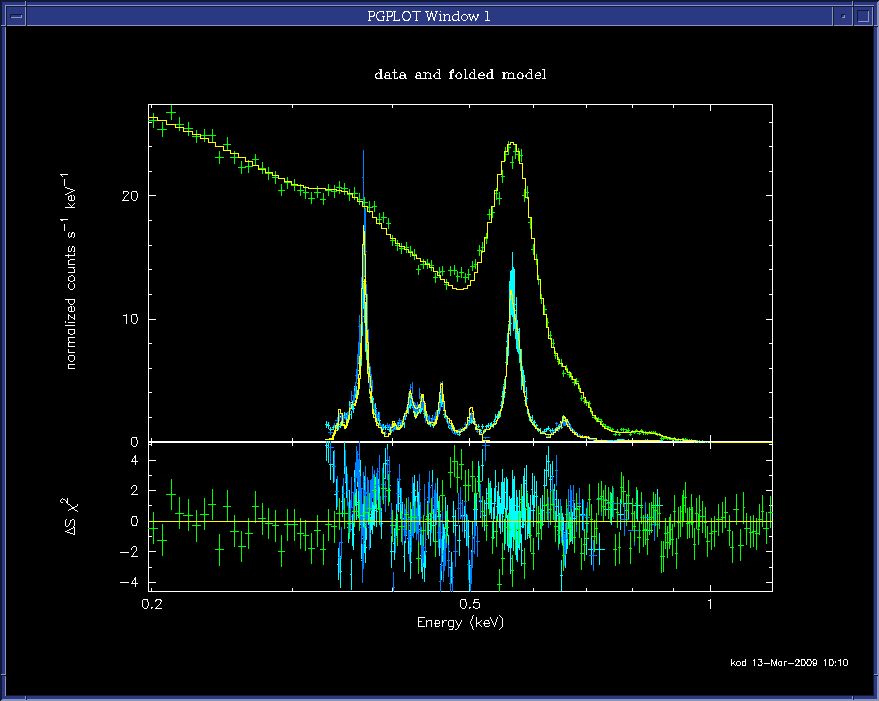 PGPLOT Window 1
data and folded model
normalized counts s⁻¹ keV⁻¹
20
10
0
ΔS χ²
4
2
0
−2
−4
0.2
0.5
1
Energy (keV)
kod 13-Mar-2009 10:10